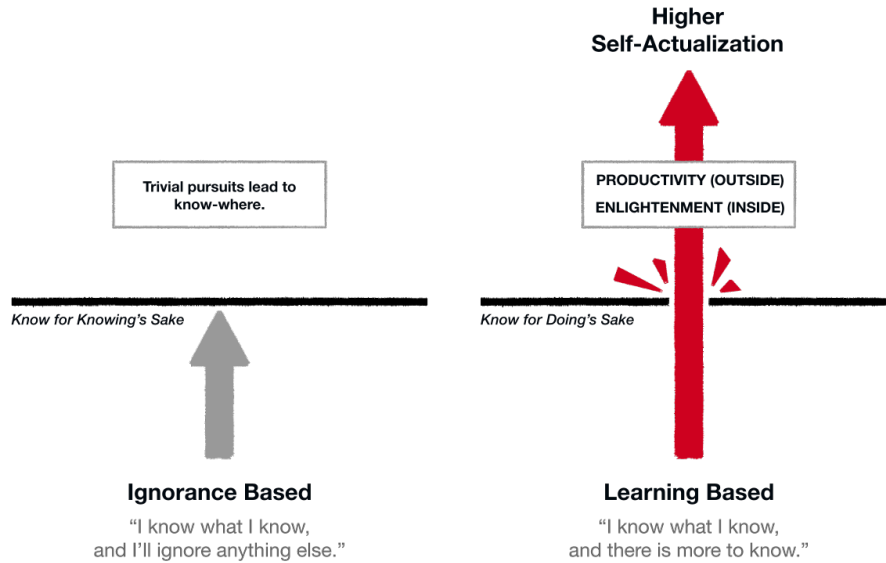 Trivial pursuits lead to
know-where.
Know for Knowing's Sake
Ignorance Based
“I know what I know,
and I’ll ignore anything else.”
Higher
Self-Actualization
PRODUCTIVITY (OUTSIDE)
ENLIGHTENMENT (INSIDE)
Know for Doing's Sake
Learning Based
“I know what I know,
and there is more to know.”